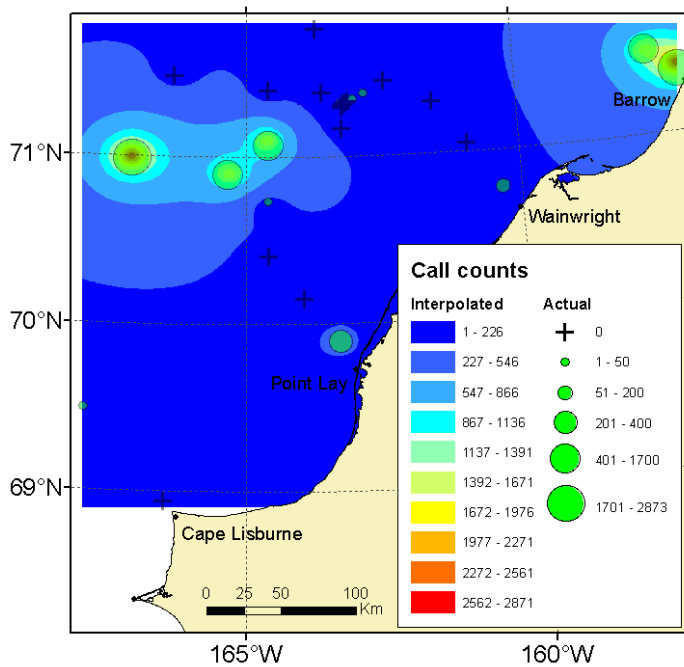 Barrow
71°N
Wainwright
Call counts
Interpolated Actual
1 - 226 0
227 - 546 1 - 50
547 - 866 51 - 200
867 - 1136 201 - 400
1137 - 1391 401 - 1700
1392 - 1671 1701 - 2873
1672 - 1976
1977 - 2271
2272 - 2561
2562 - 2871
70°N
Point Lay
69°N
Cape Lisburne
0 25 50 100
Km
165°W 160°W